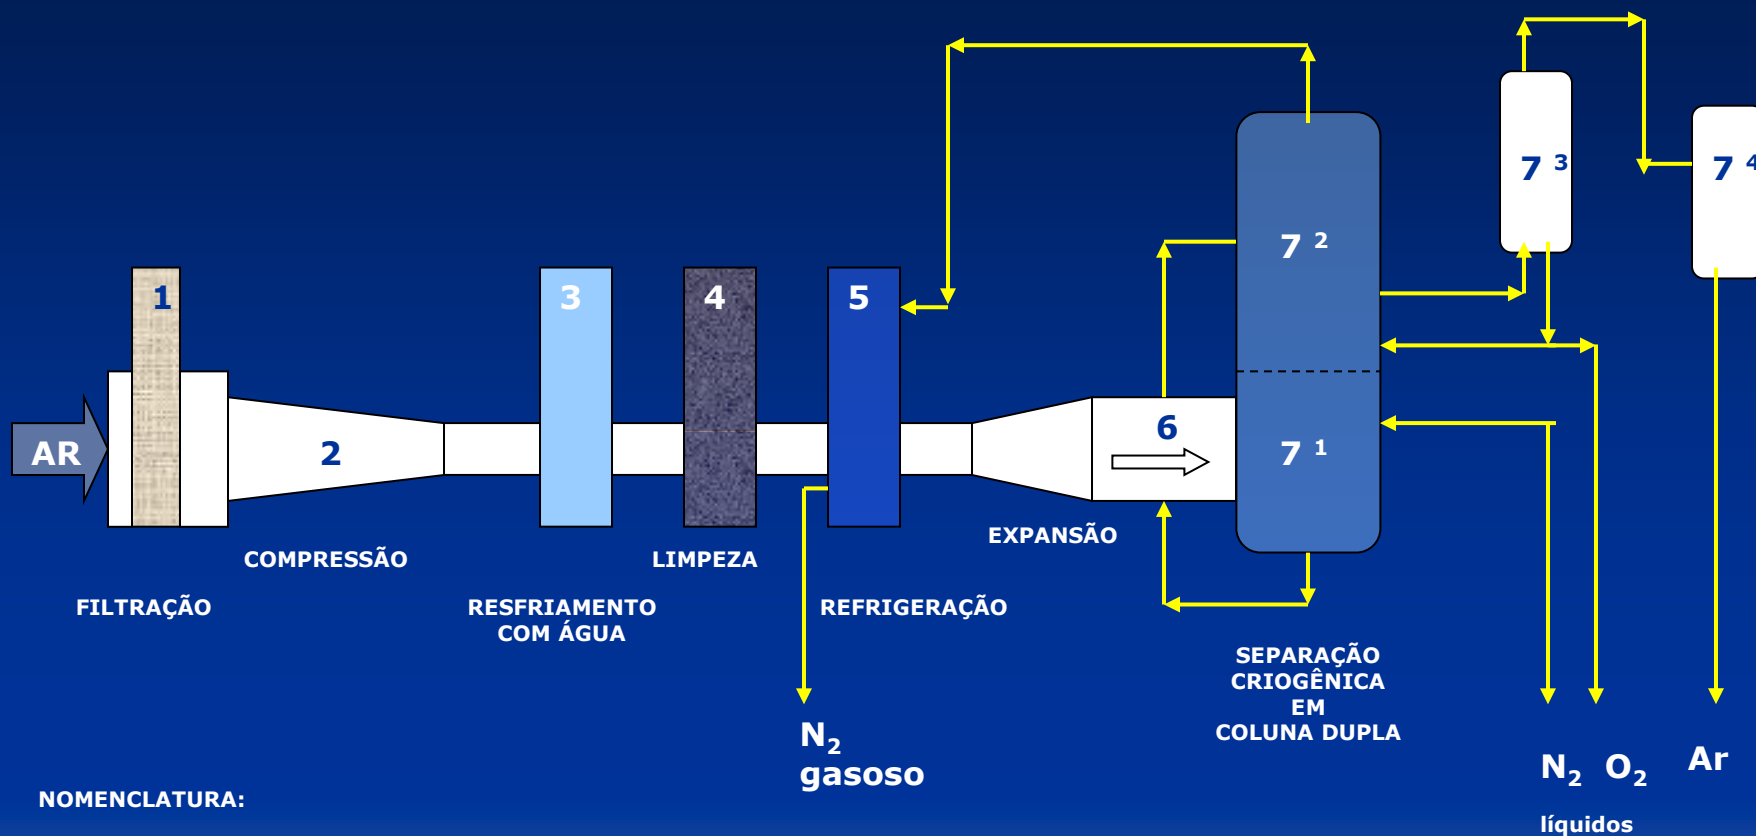 7 3
7 4
7 2
1
3
4
5
AR
2
6
7 1
EXPANSÃO
COMPRESSÃO
LIMPEZA
FILTRAÇÃO
RESFRIAMENTO
COM ÁGUA
REFRIGERAÇÃO
SEPARAÇÃO
CRIOGÊNICA
EM
COLUNA DUPLA
N2
gasoso
N2 O2 Ar
NOMENCLATURA:
líquidos